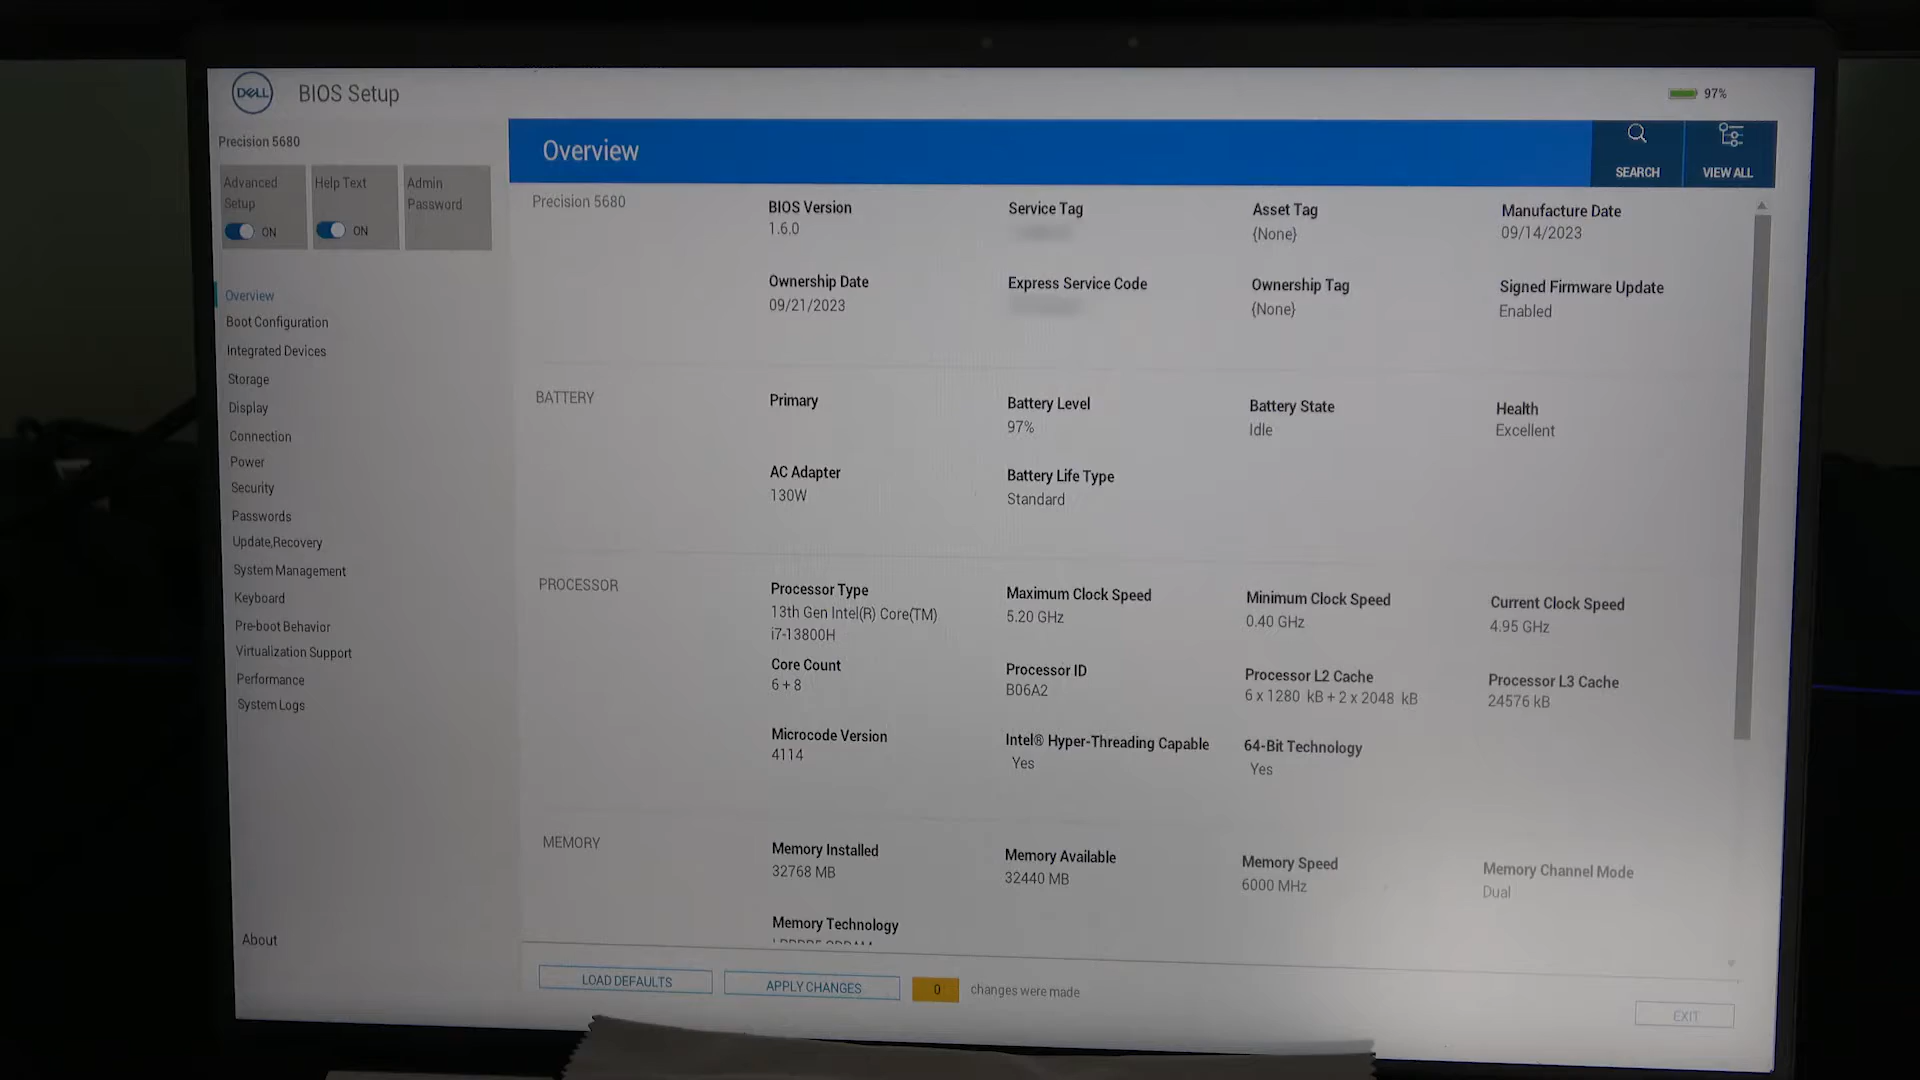 DELL
BIOS Setup
97%
Precision 5680
Advanced Setup
ON
Help Text
ON
Admin Password
Overview
Boot Configuration
Integrated Devices
Storage
Display
Connection
Power
Security
Passwords
Update,Recovery
System Management
Keyboard
Pre-boot Behavior
Virtualization Support
Performance
System Logs
About
Overview
SEARCH
VIEW ALL
Precision 5680
BIOS Version
1.6.0
Service Tag
Asset Tag
{None}
Manufacture Date
09/14/2023
Ownership Date
09/21/2023
Express Service Code
Ownership Tag
{None}
Signed Firmware Update
Enabled
BATTERY
Primary
Battery Level
97%
Battery State
Idle
Health
Excellent
AC Adapter
130W
Battery Life Type
Standard
PROCESSOR
Processor Type
13th Gen Intel(R) Core(TM)
i7-13800H
Maximum Clock Speed
5.20 GHz
Minimum Clock Speed
0.40 GHz
Current Clock Speed
4.95 GHz
Core Count
6 + 8
Processor ID
B06A2
Processor L2 Cache
6 x 1280 kB + 2 x 2048 kB
Processor L3 Cache
24576 kB
Microcode Version
4114
Intel® Hyper-Threading Capable
Yes
64-Bit Technology
Yes
MEMORY
Memory Installed
32768 MB
Memory Available
32440 MB
Memory Speed
6000 MHz
Memory Channel Mode
Dual
Memory Technology
LOAD DEFAULTS
APPLY CHANGES
0
changes were made
EXIT